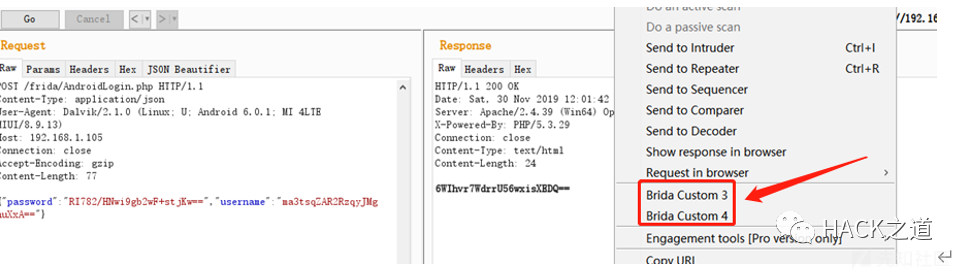 Go
Cancel
< | ▾
> | ▾
//192.16
Request
Raw Params Headers Hex JSON Beautifier
POST /frida/AndroidLogin.php HTTP/1.1
Content-Type: application/json
User-Agent: Dalvik/2.1.0 (Linux; U; Android 6.0.1; MI 4LTE
MIUI/8.9.13)
Host: 192.168.1.105
Connection: close
Accept-Encoding: gzip
Content-Length: 77
{"password":"RI782/HNwi9gb2wF+stjKw==","username":"ma3tsqZAR2RzqyJMg
nuXxA=="}
Response
Raw Headers Hex
HTTP/1.1 200 OK
Date: Sat, 30 Nov 2019 12:01:42
Server: Apache/2.4.39 (Win64) Op
X-Powered-By: PHP/5.3.29
Connection: close
Content-Type: text/html
Content-Length: 24
6WIhvr7WdrrU56wxisXBDQ==
Do an active scan
Do a passive scan
Send to Intruder Ctrl+I
Send to Repeater Ctrl+R
Send to Sequencer
Send to Comparer
Send to Decoder
Show response in browser
Request in browser >
Brida Custom 3
Brida Custom 4
Engagement tools [Pro version only]
Copy URL
HACK之道